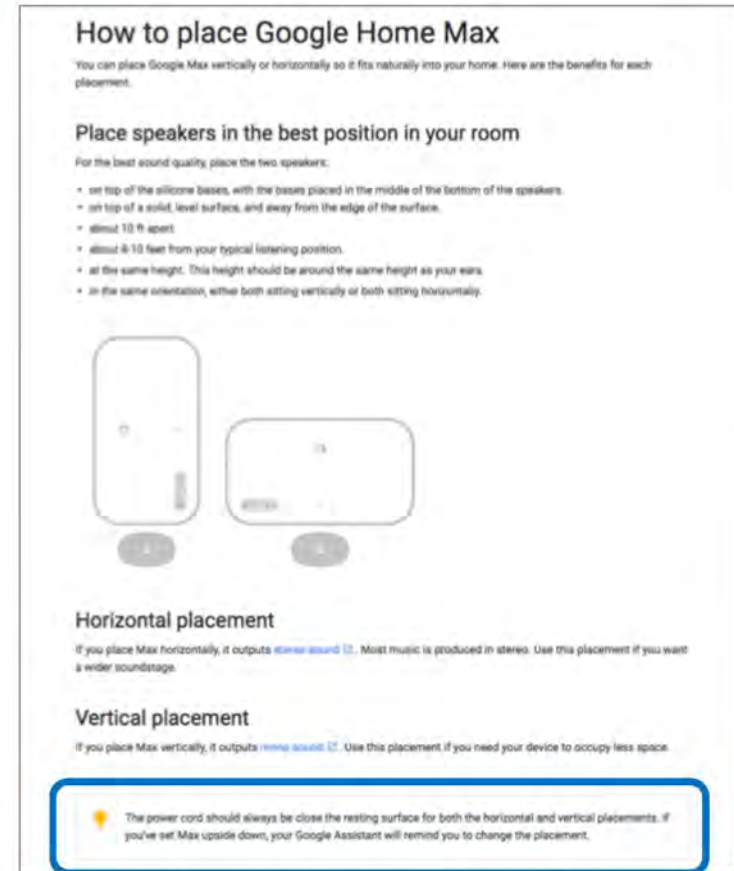 How to place Google Home Max
You can place Google Max vertically or horizontally so it fits naturally into your home. Here are the benefits for each
placement.
Place speakers in the best position in your room
For the best sound quality, place the two speakers:
• on top of the silicone bases, with the bases placed in the middle of the bottom of the speakers.
• on top of a solid, level surface, and away from the edge of the surface.
• about 10 ft apart
• about 8-10 feet from your typical listening position.
• at the same height. This height should be around the same height as your ears.
• in the same orientation, either both sitting vertically or both sitting horizontally.
Horizontal placement
If you place Max horizontally, it outputs stereo sound. Most music is produced in stereo. Use this placement if you want
a wider soundstage.
Vertical placement
If you place Max vertically, it outputs mono sound. Use this placement if you need your device to occupy less space.
The power cord should always be close the resting surface for both the horizontal and vertical placements. If
you've set Max upside down, your Google Assistant will remind you to change the placement.